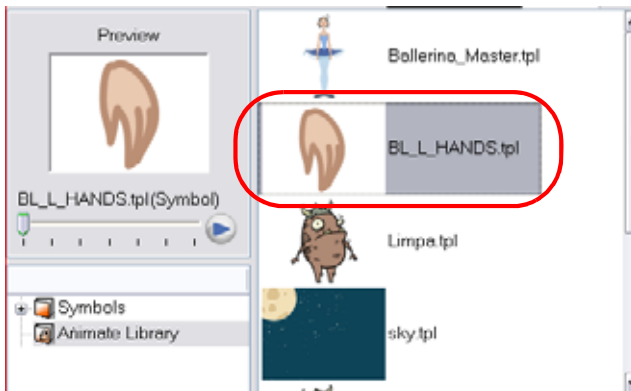 Preview
BL_L_HANDS.tpl(Symbol)
Symbols
Animate Library
Ballerina_Master.tpl
BL_L_HANDS.tpl
Limpa.tpl
sky.tpl